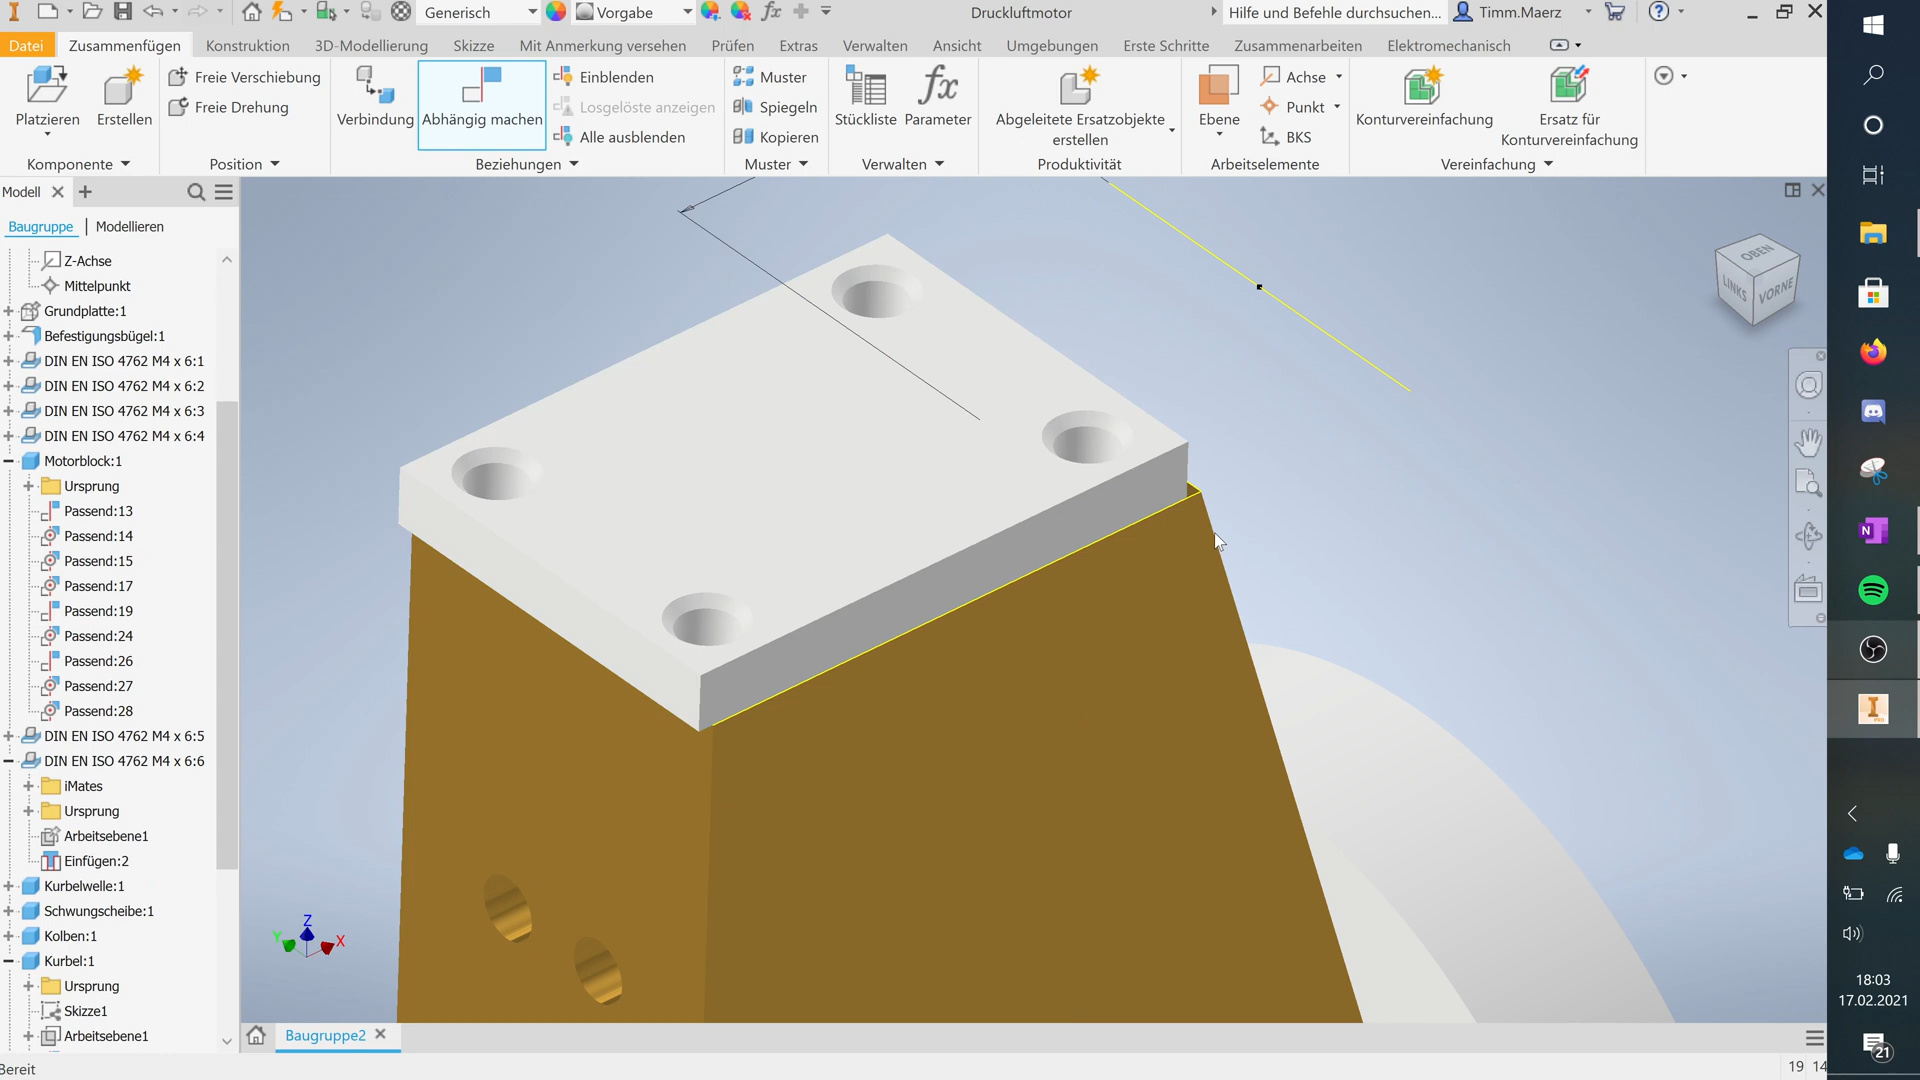 Generisch
Vorgabe
Druckluftmotor
Hilfe und Befehle durchsuchen...
Timm.Maerz
Datei
Zusammenfügen
Konstruktion
3D-Modellierung
Skizze
Mit Anmerkung versehen
Prüfen
Extras
Verwalten
Ansicht
Umgebungen
Erste Schritte
Zusammenarbeiten
Elektromechanisch
Platzieren
Erstellen
Freie Verschiebung
Freie Drehung
Verbindung
Abhängig machen
Einblenden
Losgelöste anzeigen
Alle ausblenden
Muster
Spiegeln
Kopieren
Stückliste
Parameter
Abgeleitete Ersatzobjekte
erstellen
Ebene
Achse
Punkt
BKS
Konturvereinfachung
Ersatz für
Konturvereinfachung
Komponente
Position
Beziehungen
Muster
Verwalten
Produktivität
Arbeitselemente
Vereinfachung
Modell
Baugruppe
Modellieren
Z-Achse
Mittelpunkt
Grundplatte:1
Befestigungsbügel:1
DIN EN ISO 4762 M4 x 6:1
DIN EN ISO 4762 M4 x 6:2
DIN EN ISO 4762 M4 x 6:3
DIN EN ISO 4762 M4 x 6:4
Motorblock:1
Ursprung
Passend:13
Passend:14
Passend:15
Passend:17
Passend:19
Passend:24
Passend:26
Passend:27
Passend:28
DIN EN ISO 4762 M4 x 6:5
DIN EN ISO 4762 M4 x 6:6
iMates
Ursprung
Arbeitsebene1
Einfügen:2
Kurbelwelle:1
Schwungscheibe:1
Kolben:1
Kurbel:1
Ursprung
Skizze1
Arbeitsebene1
OBEN
LINKS
VORNE
Z
Y
X
Baugruppe2
Bereit
19 14
18:03
17.02.2021
21